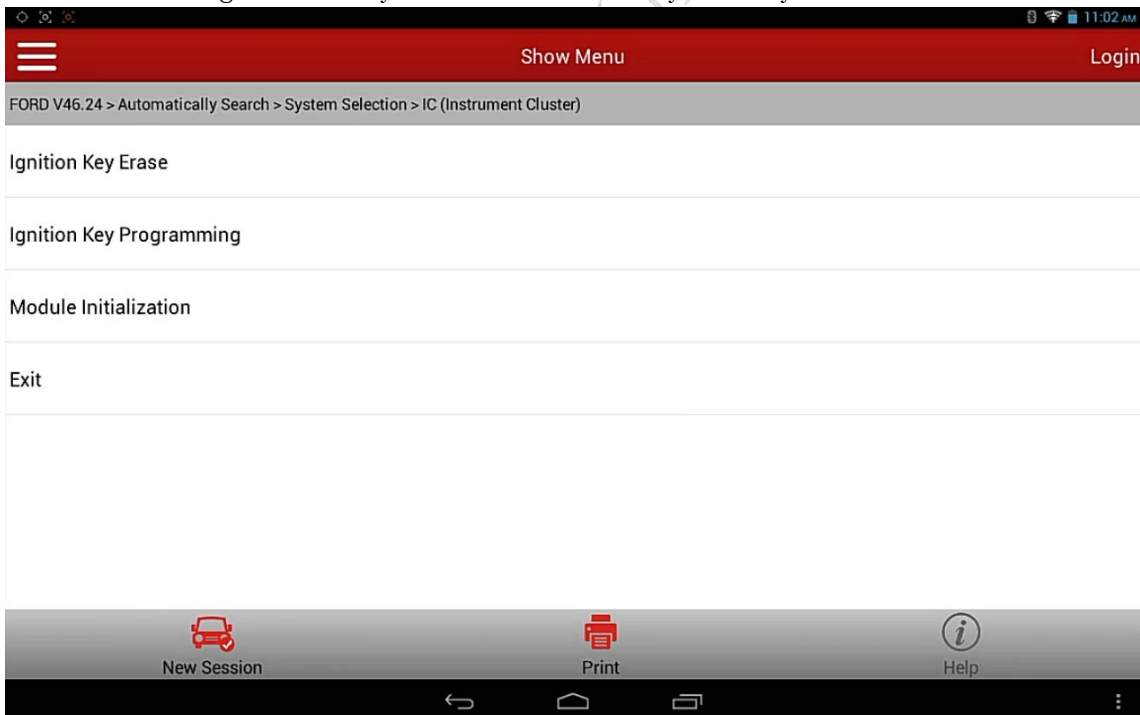 11:02 AM
Show Menu
Login
FORD V46.24 > Automatically Search > System Selection > IC (Instrument Cluster)
Ignition Key Erase
Ignition Key Programming
Module Initialization
Exit
New Session
Print
Help